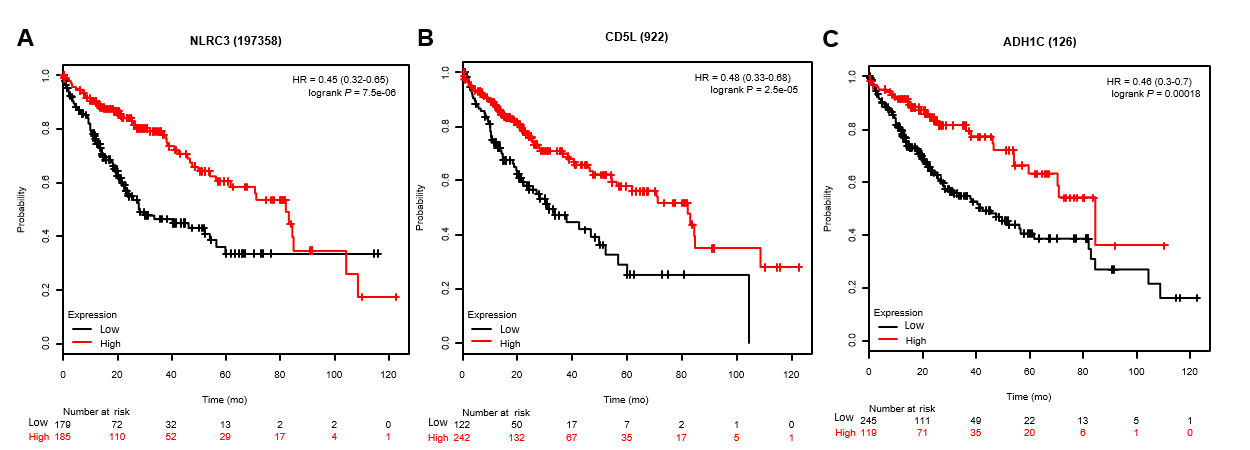 A
NLRC3 (197358)
HR = 0.45 (0.32-0.65)
logrank P = 7.5e-06
Probability
1.0
0.8
0.6
0.4
0.2
0.0
Expression
Low
High
0 20 40 60 80 100 120
Time (mo)
Number at risk
Low 179 72 32 13 2 2 0
High 185 110 52 29 17 4 1
B
CD5L (922)
HR = 0.48 (0.33-0.68)
logrank P = 2.5e-05
Probability
1.0
0.8
0.6
0.4
0.2
0.0
Expression
Low
High
0 20 40 60 80 100 120
Time (mo)
Number at risk
Low 122 50 17 7 2 1 0
High 242 132 67 35 17 5 1
C
ADH1C (126)
HR = 0.46 (0.3-0.7)
logrank P = 0.00018
Probability
1.0
0.8
0.6
0.4
0.2
0.0
Expression
Low
High
0 20 40 60 80 100 120
Time (mo)
Number at risk
Low 245 111 49 22 13 5 1
High 119 71 35 20 6 1 0